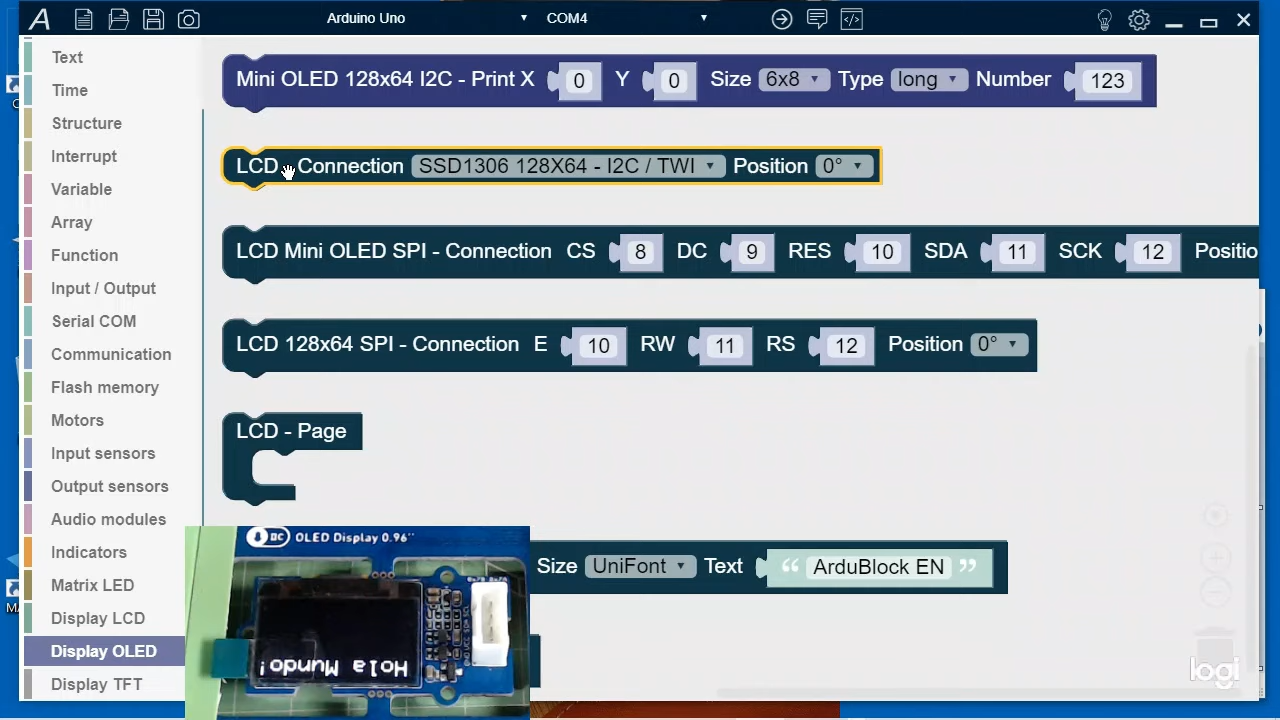 A Arduino Uno COM4
Text
Time
Structure
Interrupt
Variable
Array
Function
Input / Output
Serial COM
Communication
Flash memory
Motors
Input sensors
Output sensors
Audio modules
Indicators
Matrix LED
Display LCD
Display OLED
Display TFT
Mini OLED 128x64 I2C - Print X 0 Y 0 Size 6x8 Type long Number 123
LCD - Connection SSD1306 128X64 - I2C / TWI Position 0°
LCD Mini OLED SPI - Connection CS 8 DC 9 RES 10 SDA 11 SCK 12 Positio
LCD 128x64 SPI - Connection E 10 RW 11 RS 12 Position 0°
LCD - Page
Size UniFont Text “ ArduBlock EN ”
OLED Display 0.96"
Hola Mundo!
logi